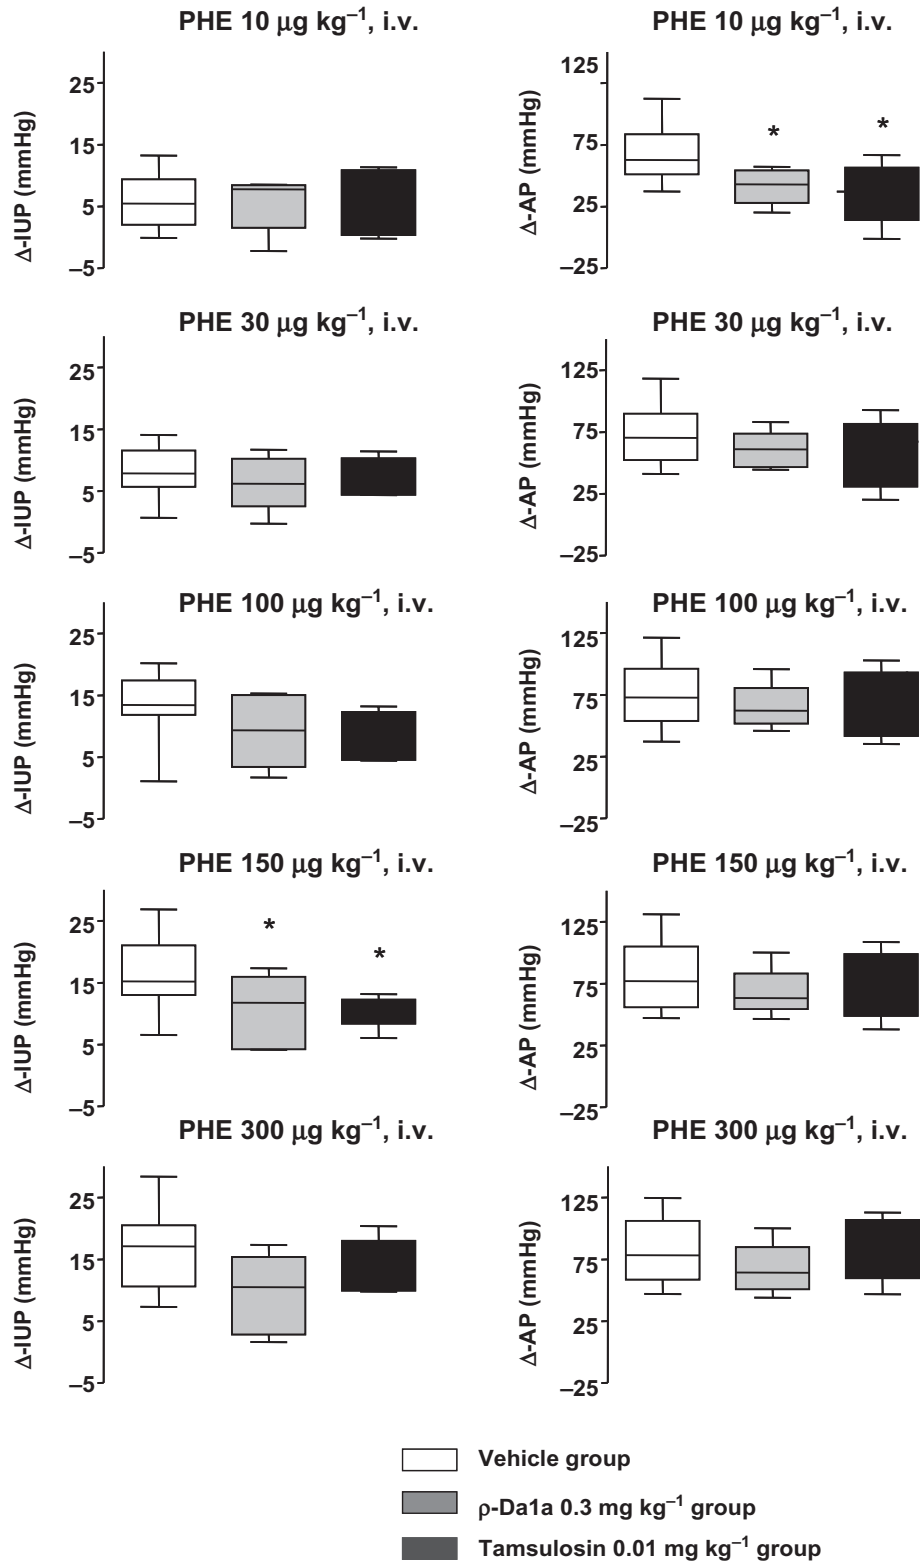 PHE 10 μg kg⁻¹, i.v.
25
15
5
–5
Δ-IUP (mmHg)
PHE 10 μg kg⁻¹, i.v.
125
75
25
–25
Δ-AP (mmHg)
*
*
PHE 30 μg kg⁻¹, i.v.
25
15
5
–5
Δ-IUP (mmHg)
PHE 30 μg kg⁻¹, i.v.
125
75
25
–25
Δ-AP (mmHg)
PHE 100 μg kg⁻¹, i.v.
25
15
5
–5
Δ-IUP (mmHg)
PHE 100 μg kg⁻¹, i.v.
125
75
25
–25
Δ-AP (mmHg)
PHE 150 μg kg⁻¹, i.v.
25
15
5
–5
Δ-IUP (mmHg)
*
*
PHE 150 μg kg⁻¹, i.v.
125
75
25
–25
Δ-AP (mmHg)
PHE 300 μg kg⁻¹, i.v.
25
15
5
–5
Δ-IUP (mmHg)
PHE 300 μg kg⁻¹, i.v.
125
75
25
–25
Δ-AP (mmHg)
Vehicle group
ρ-Da1a 0.3 mg kg⁻¹ group
Tamsulosin 0.01 mg kg⁻¹ group